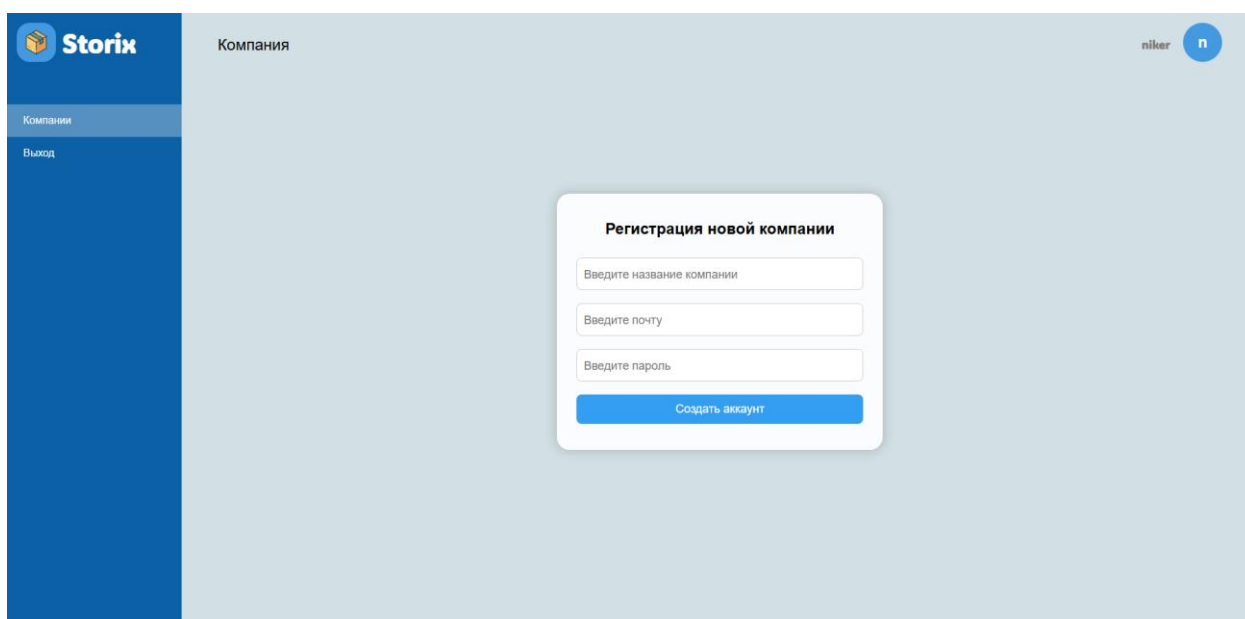 Storix
Компания
niker
n
Компании
Выход
Регистрация новой компании
Введите название компании
Введите почту
Введите пароль
Создать аккаунт